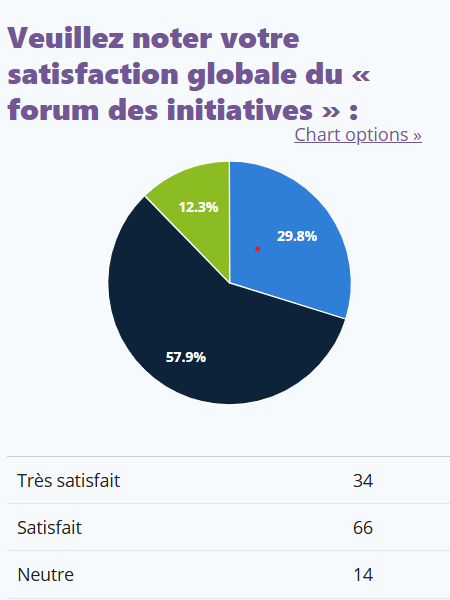 Veuillez noter votre
satisfaction globale du «
forum des initiatives » :
Chart options »
12.3%
29.8%
57.9%
Très satisfait 34
Satisfait 66
Neutre 14